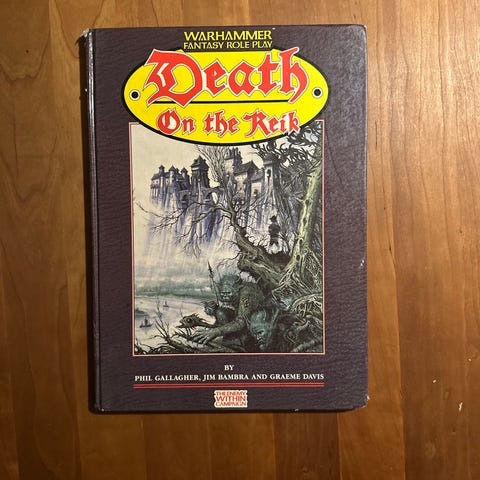 WARHAMMER
FANTASY ROLE PLAY
Death
On the Reik
BY
PHIL GALLAGHER, JIM BAMBRA AND GRAEME DAVIS
THE ENEMY
WITHIN
CAMPAIGN